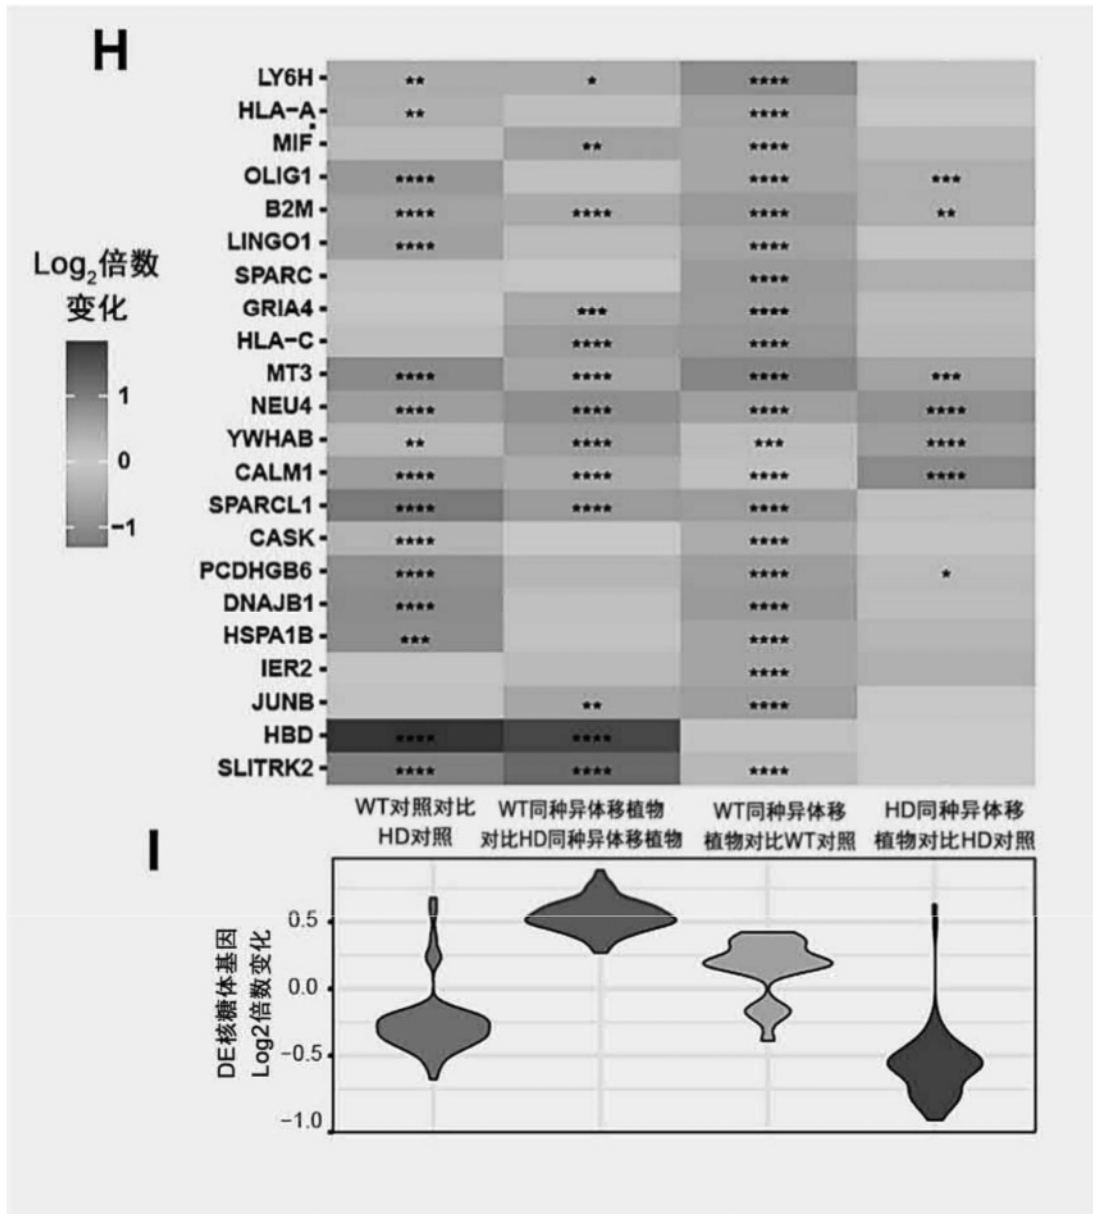 H
LY6H ** * ****
HLA-A ** ****
MIF ** ****
OLIG1 **** **** ***
B2M **** **** **** **
LINGO1 **** ****
SPARC ****
GRIA4 *** ****
HLA-C **** ****
MT3 **** **** **** ***
NEU4 **** **** **** ****
YWHAB ** **** *** ****
CALM1 **** **** **** ****
SPARCL1 **** **** ****
CASK **** ****
PCDHGB6 **** **** *
DNAJB1 **** ****
HSPA1B *** ****
IER2 ****
JUNB ** ****
HBD **** ****
SLITRK2 **** **** ****
Log₂倍数
变化
1
0
-1
WT对照对比
HD对照
WT同种异体移植物
对比HD同种异体移植物
WT同种异体移
植物对比WT对照
HD同种异体移
植物对比HD对照
I
DE核糖体基因
Log2倍数变化
0.5
0.0
-0.5
-1.0